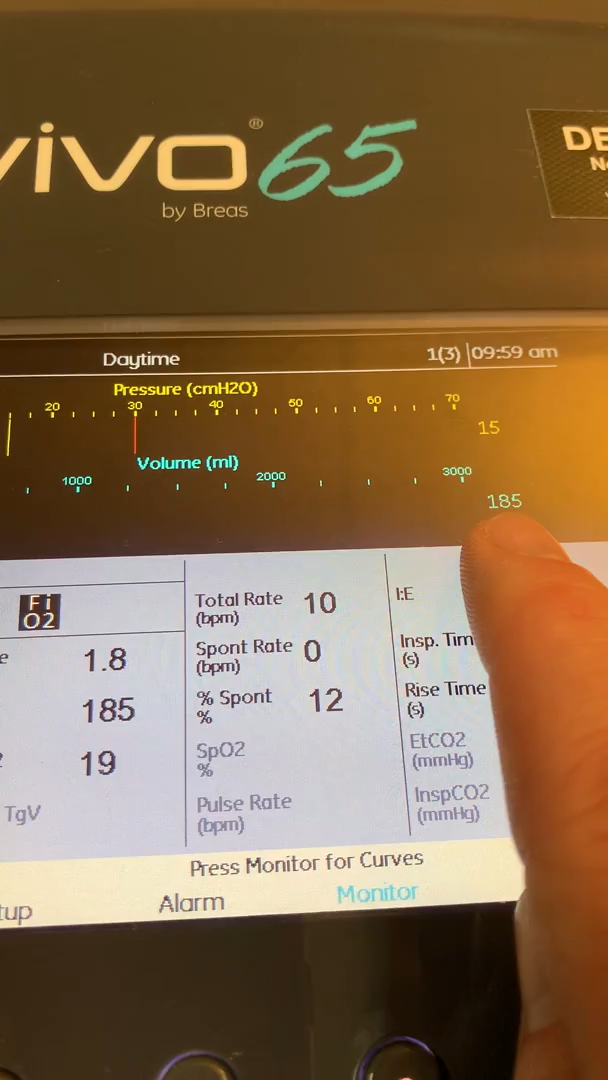 vivo® 65
by Breas
Daytime 1(3) 09:59 am
Pressure (cmH2O)
20 30 40 50 60 70
15
Volume (ml)
1000 2000 3000
185
Fi
O2
Total Rate 10
(bpm)
I:E
1.8
Spont Rate 0
(bpm)
Insp. Tim
(s)
185
% Spont 12
%
Rise Time
(s)
19
SpO2
%
EtCO2
(mmHg)
TgV
Pulse Rate
(bpm)
InspCO2
(mmHg)
Press Monitor for Curves
tup Alarm Monitor